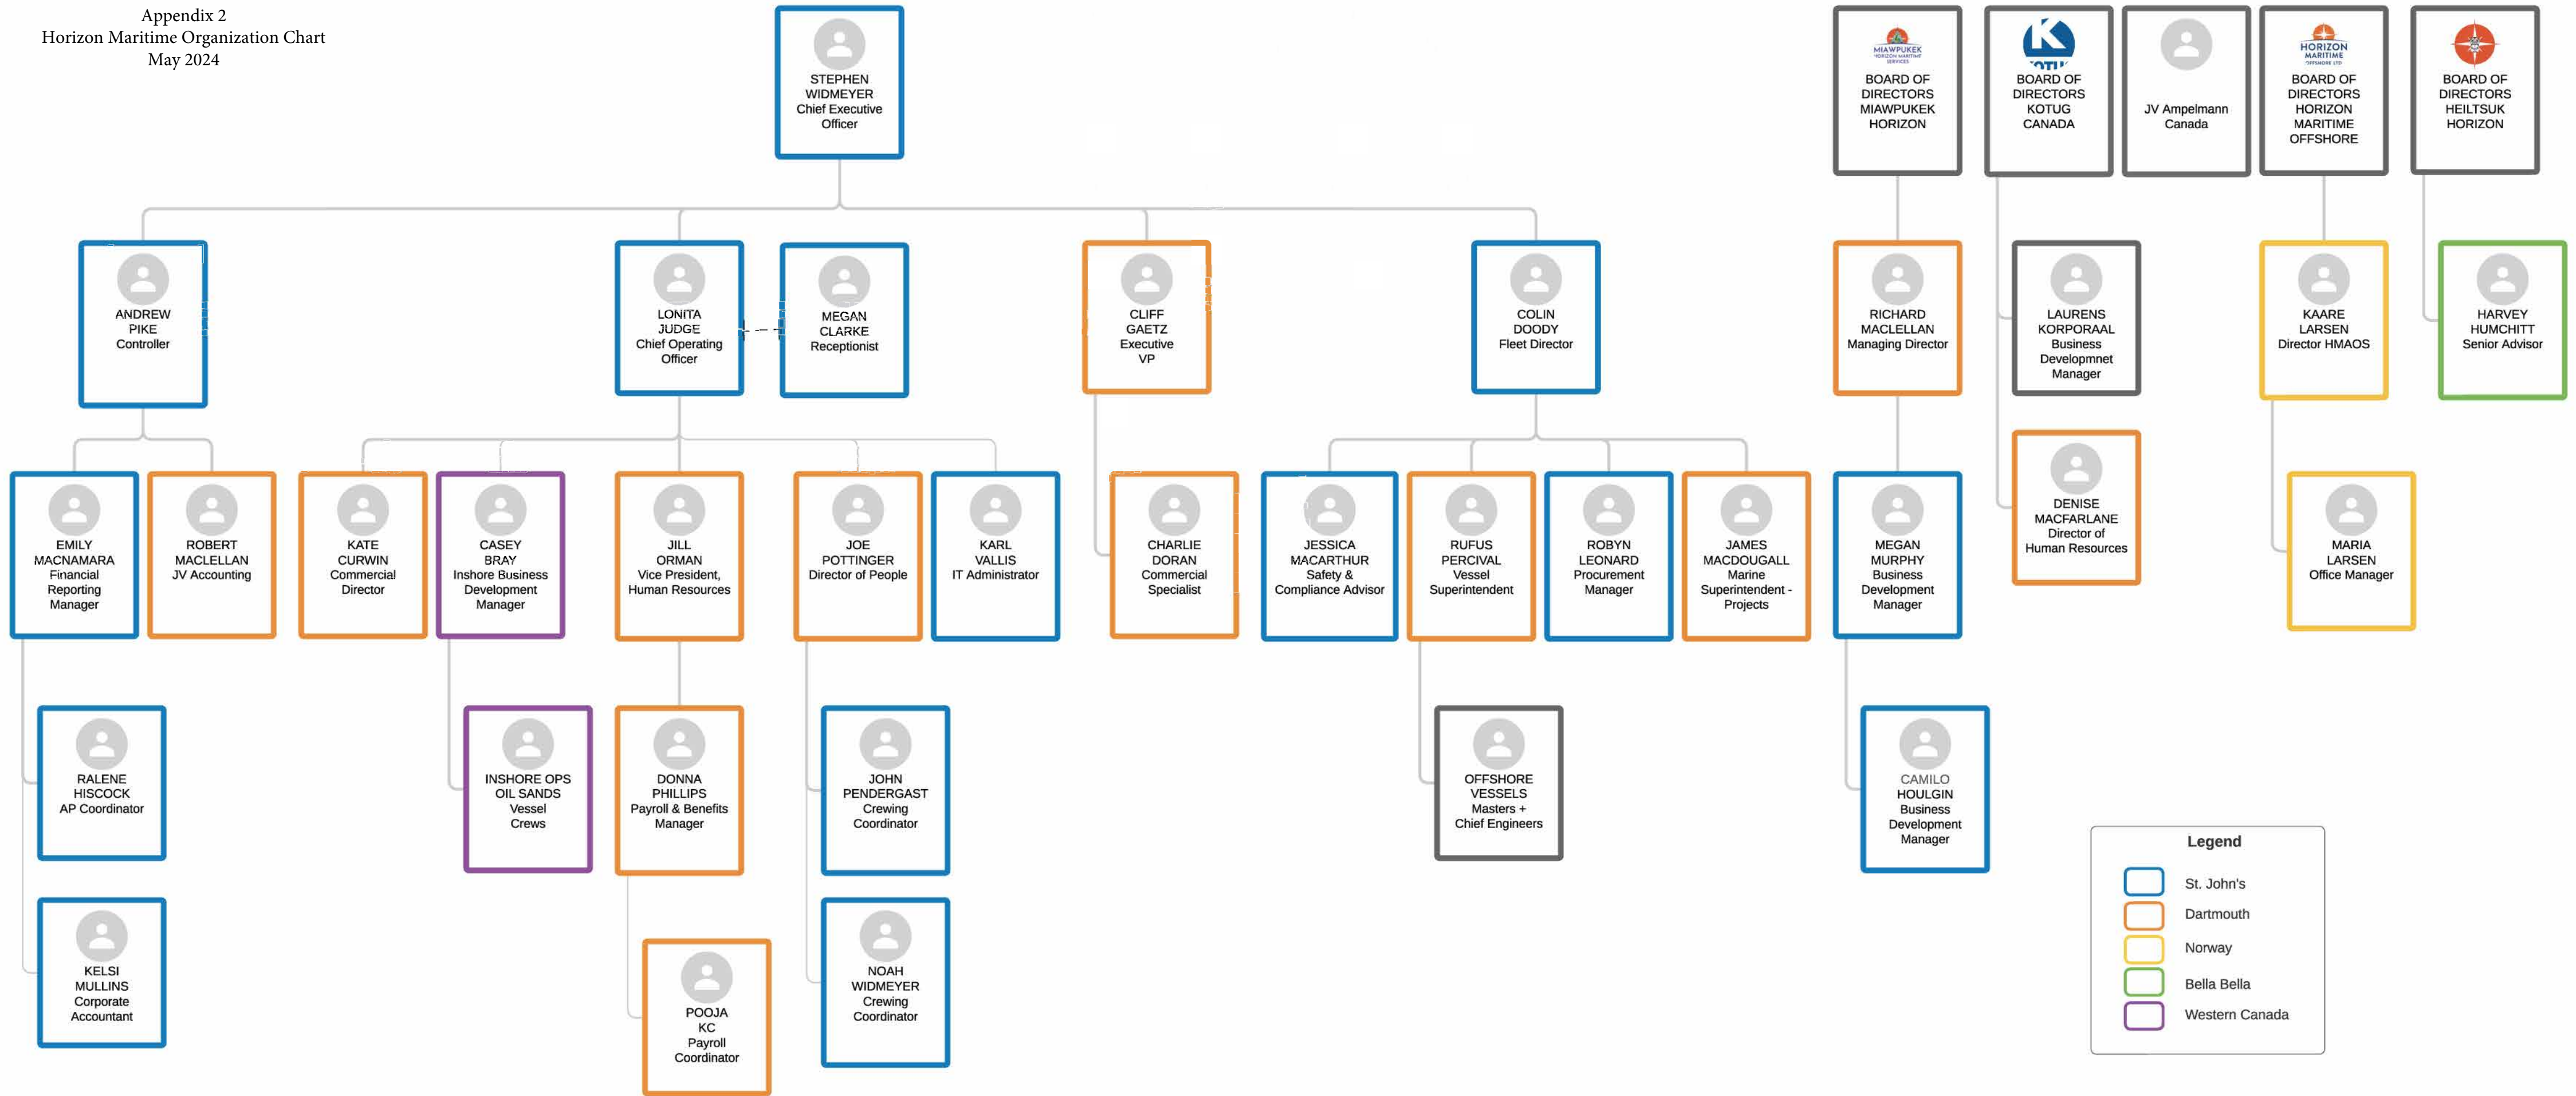 Appendix 2
Horizon Maritime Organization Chart
May 2024
STEPHEN
WIDMEYER
Chief Executive
Officer
MIAWPUKEK
HORIZON MARITIME
SERVICES
BOARD OF
DIRECTORS
MIAWPUKEK
HORIZON
K
KOTUG
BOARD OF
DIRECTORS
KOTUG
CANADA
JV Ampelmann
Canada
HORIZON
MARITIME
OFFSHORE LTD
BOARD OF
DIRECTORS
HORIZON
MARITIME
OFFSHORE
BOARD OF
DIRECTORS
HEILTSUK
HORIZON
ANDREW
PIKE
Controller
LONITA
JUDGE
Chief Operating
Officer
MEGAN
CLARKE
Receptionist
CLIFF
GAETZ
Executive
VP
COLIN
DOODY
Fleet Director
RICHARD
MACLELLAN
Managing Director
LAURENS
KORPORAAL
Business
Developmnet
Manager
KAARE
LARSEN
Director HMAOS
HARVEY
HUMCHITT
Senior Advisor
DENISE
MACFARLANE
Director of
Human Resources
EMILY
MACNAMARA
Financial
Reporting
Manager
ROBERT
MACLELLAN
JV Accounting
KATE
CURWIN
Commercial
Director
CASEY
BRAY
Inshore Business
Development
Manager
JILL
ORMAN
Vice President,
Human Resources
JOE
POTTINGER
Director of People
KARL
VALLIS
IT Administrator
CHARLIE
DORAN
Commercial
Specialist
JESSICA
MACARTHUR
Safety &
Compliance Advisor
RUFUS
PERCIVAL
Vessel
Superintendent
ROBYN
LEONARD
Procurement
Manager
JAMES
MACDOUGALL
Marine
Superintendent -
Projects
MEGAN
MURPHY
Business
Development
Manager
MARIA
LARSEN
Office Manager
RALENE
HISCOCK
AP Coordinator
INSHORE OPS
OIL SANDS
Vessel
Crews
DONNA
PHILLIPS
Payroll & Benefits
Manager
JOHN
PENDERGAST
Crewing
Coordinator
OFFSHORE
VESSELS
Masters +
Chief Engineers
CAMILO
HOULGIN
Business
Development
Manager
KELSI
MULLINS
Corporate
Accountant
POOJA
KC
Payroll
Coordinator
NOAH
WIDMEYER
Crewing
Coordinator
Legend
St. John's
Dartmouth
Norway
Bella Bella
Western Canada